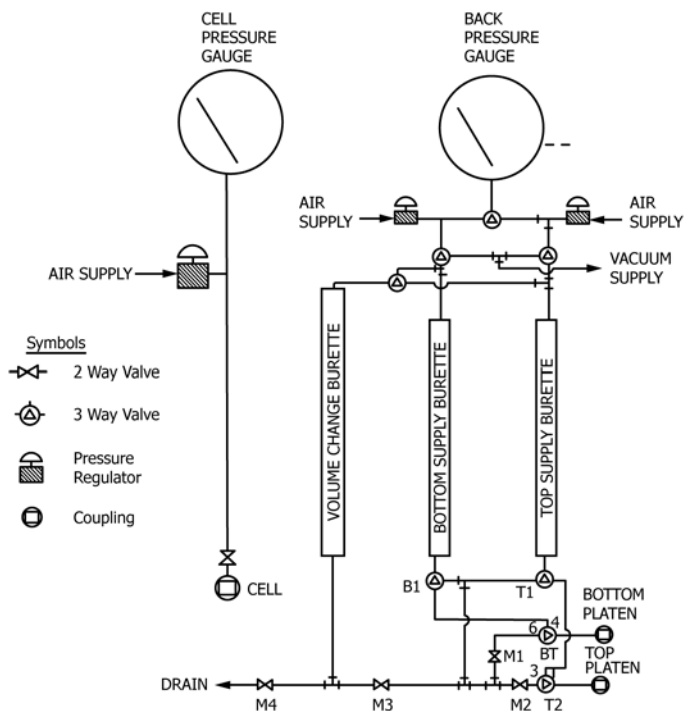 CELL
PRESSURE
GAUGE
BACK
PRESSURE
GAUGE
AIR
SUPPLY
AIR
SUPPLY
AIR SUPPLY
VACUUM
SUPPLY
Symbols
2 Way Valve
3 Way Valve
Pressure
Regulator
Coupling
VOLUME CHANGE BURETTE
BOTTOM SUPPLY BURETTE
TOP SUPPLY BURETTE
CELL
B1
T1
BOTTOM
PLATEN
6
4
BT
M1
TOP
PLATEN
3
DRAIN
M4
M3
M2
T2